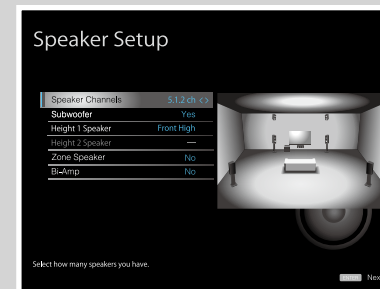 Speaker Setup
Speaker Channels 5.1.2 ch <>
Subwoofer Yes
Height 1 Speaker Front High
Height 2 Speaker ---
Zone Speaker No
Bi-Amp No
Select how many speakers you have.
ENTER Next